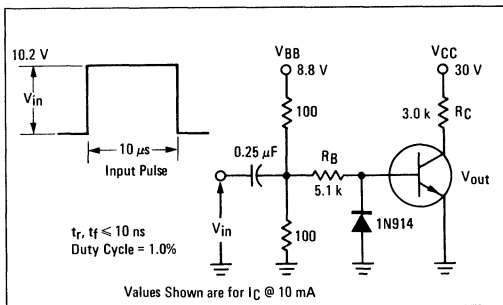 10.2 V
Vin
10 μs
Input Pulse
tr, tf ≤ 10 ns
Duty Cycle = 1.0%
VBB
8.8 V
100
0.25 μF
Vin
100
RB
5.1 k
1N914
VCC
30 V
3.0 k
RC
Vout
Values Shown are for IC @ 10 mA